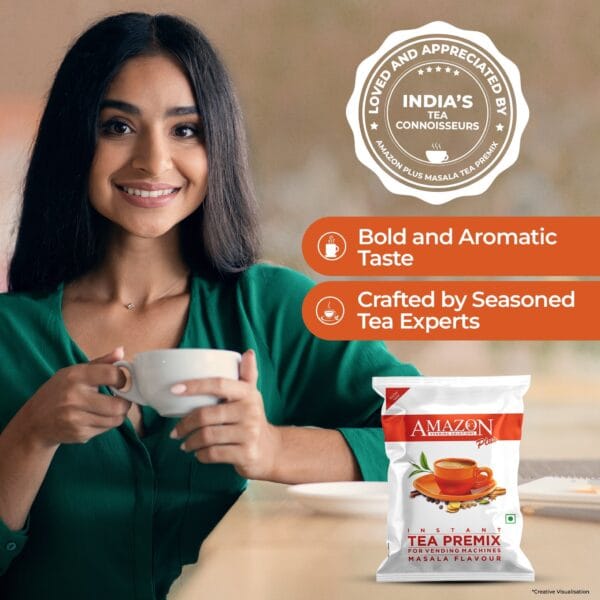 LOVED AND APPRECIATED BY
INDIA'S
TEA
CONNOISSEURS
AMAZON PLUS MASALA TEA PREMIX
Bold and Aromatic
Taste
Crafted by Seasoned
Tea Experts
AMAZON
Plus
INSTANT
TEA PREMIX
FOR VENDING MACHINES
MASALA FLAVOUR
*Creative Visualisation